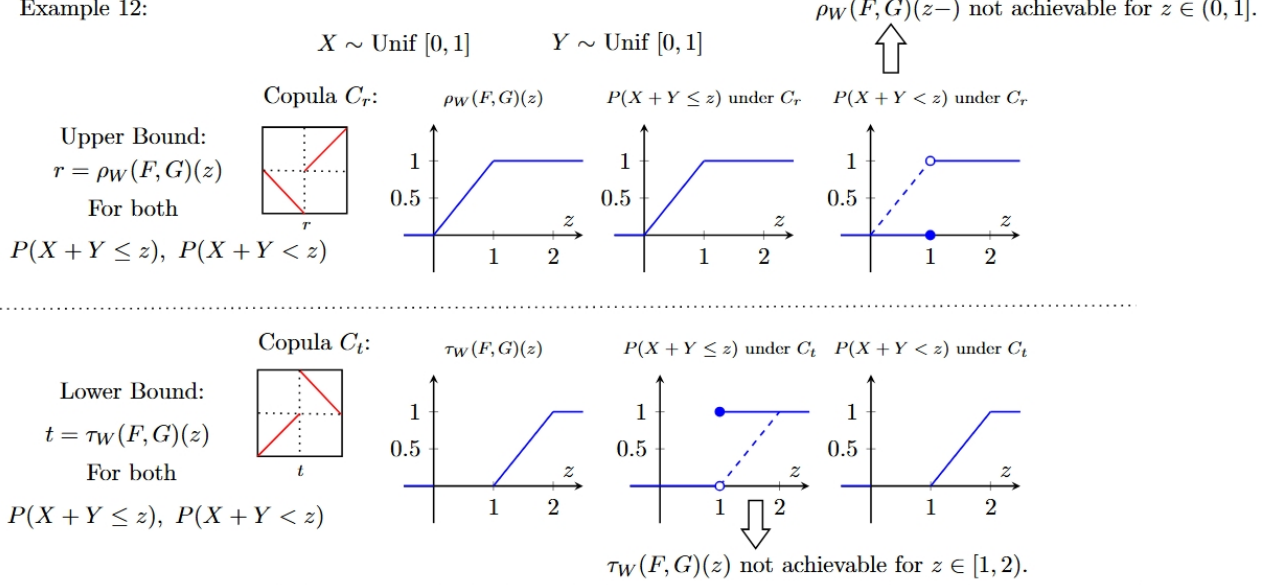 Example 12:
ρ_W(F, G)(z−) not achievable for z ∈ (0, 1].
X ∼ Unif [0, 1]
Y ∼ Unif [0, 1]
Copula C_r:
ρ_W(F, G)(z)
P(X + Y ≤ z) under C_r
P(X + Y < z) under C_r
Upper Bound:
r = ρ_W(F, G)(z)
For both
P(X + Y ≤ z), P(X + Y < z)
r
1
0.5
z
1 2
1
0.5
z
1 2
1
0.5
z
1 2
Copula C_t:
τ_W(F, G)(z)
P(X + Y ≤ z) under C_t
P(X + Y < z) under C_t
Lower Bound:
t = τ_W(F, G)(z)
For both
P(X + Y ≤ z), P(X + Y < z)
t
1
0.5
z
1 2
1
0.5
z
1 2
1
0.5
z
1 2
τ_W(F, G)(z) not achievable for z ∈ [1, 2).